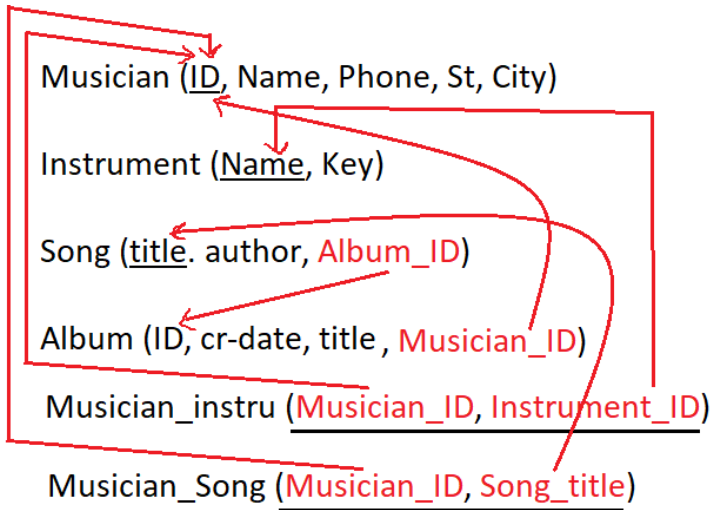 Musician (ID, Name, Phone, St, City)
Instrument (Name, Key)
Song (title. author, Album_ID)
Album (ID, cr-date, title , Musician_ID)
Musician_instru (Musician_ID, Instrument_ID)
Musician_Song (Musician_ID, Song_title)